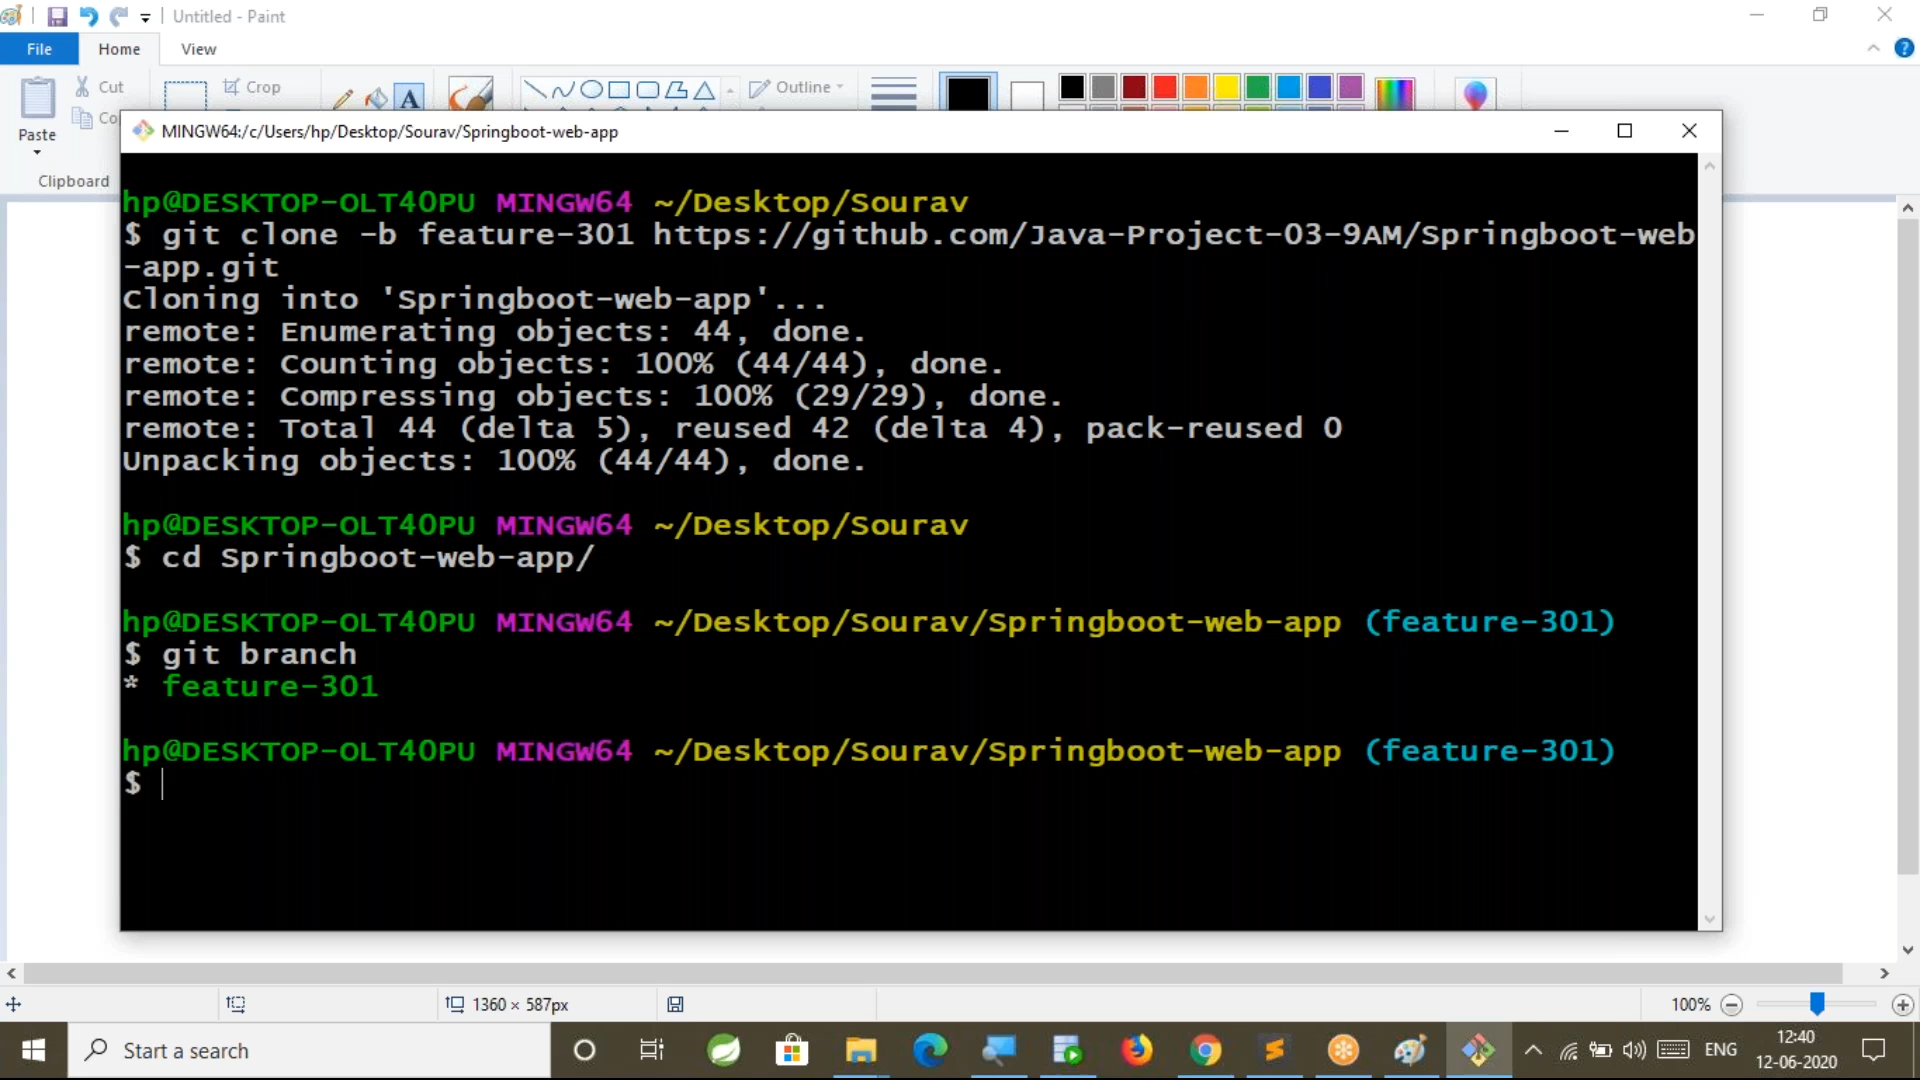 Untitled - Paint
File
Home
View
Paste
Cut
Crop
Outline
Clipboard
MINGW64:/c/Users/hp/Desktop/Sourav/Springboot-web-app
hp@DESKTOP-OLT40PU MINGW64 ~/Desktop/Sourav
$ git clone -b feature-301 https://github.com/Java-Project-03-9AM/Springboot-web
-app.git
Cloning into 'Springboot-web-app'...
remote: Enumerating objects: 44, done.
remote: Counting objects: 100% (44/44), done.
remote: Compressing objects: 100% (29/29), done.
remote: Total 44 (delta 5), reused 42 (delta 4), pack-reused 0
Unpacking objects: 100% (44/44), done.
hp@DESKTOP-OLT40PU MINGW64 ~/Desktop/Sourav
$ cd Springboot-web-app/
hp@DESKTOP-OLT40PU MINGW64 ~/Desktop/Sourav/Springboot-web-app (feature-301)
$ git branch
* feature-301
hp@DESKTOP-OLT40PU MINGW64 ~/Desktop/Sourav/Springboot-web-app (feature-301)
$
1360 × 587px
100%
Start a search
ENG
12:40
12-06-2020